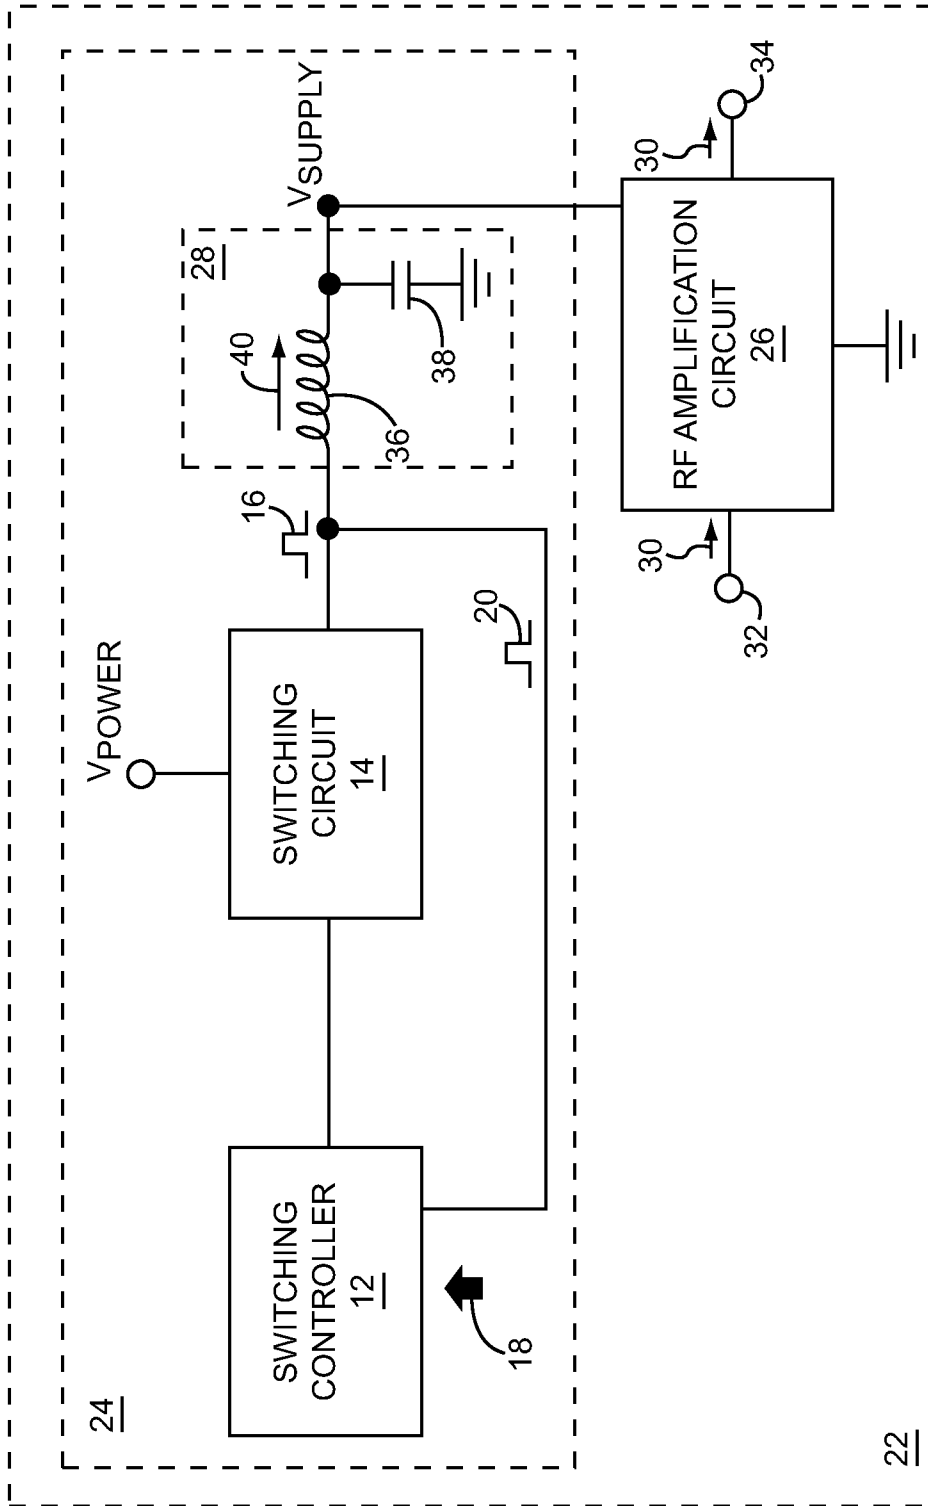 24
SWITCHING
CONTROLLER
12
18
VPOWER
SWITCHING
CIRCUIT
14
16
20
40
28
36
38
VSUPPLY
32
30
RF AMPLIFICATION
CIRCUIT
26
30
34
22